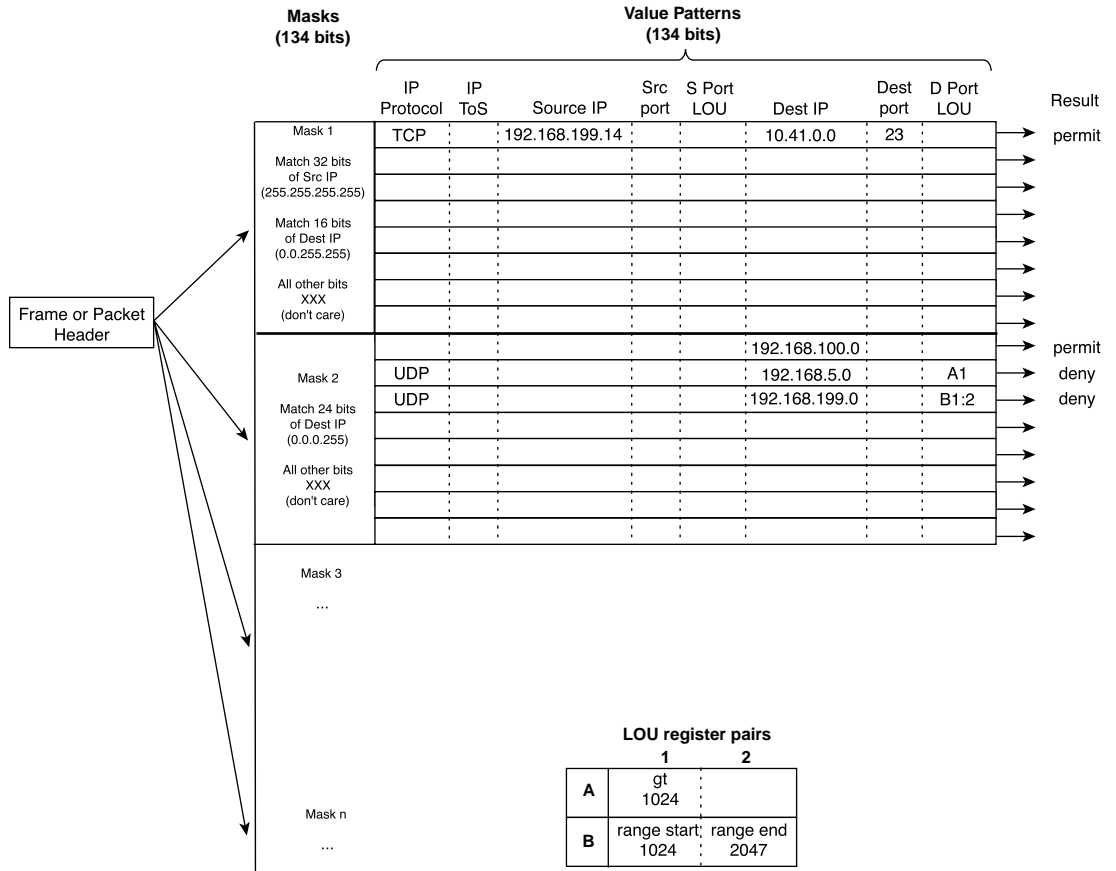 Masks
(134 bits)
Value Patterns
(134 bits)
IP
Protocol
IP
ToS
Source IP
Src
port
S Port
LOU
Dest IP
Dest
port
D Port
LOU
Result
Mask 1
Match 32 bits
of Src IP
(255.255.255.255)
Match 16 bits
of Dest IP
(0.0.255.255)
All other bits
XXX
(don't care)
TCP 192.168.199.14 10.41.0.0 23 permit
Frame or Packet
Header
Mask 2
Match 24 bits
of Dest IP
(0.0.0.255)
All other bits
XXX
(don't care)
192.168.100.0 permit
UDP 192.168.5.0 A1 deny
UDP 192.168.199.0 B1:2 deny
Mask 3
...
Mask n
...
LOU register pairs
1 2
A
gt
1024
B
range start
1024
range end
2047